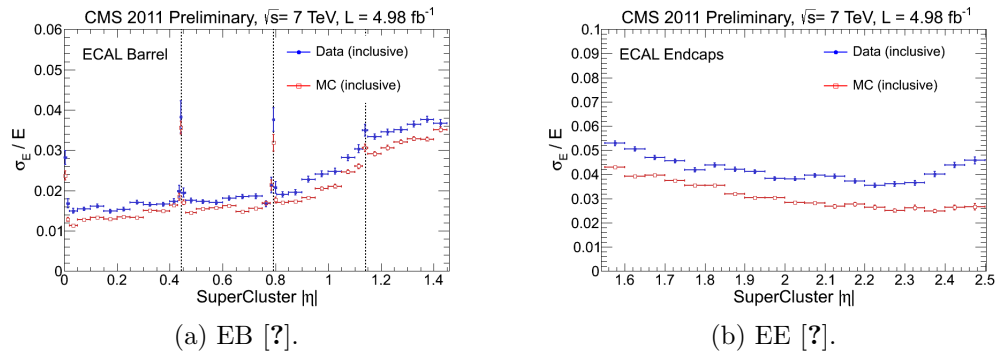 CMS 2011 Preliminary, √s= 7 TeV, L = 4.98 fb⁻¹
ECAL Barrel
Data (inclusive)
MC (inclusive)
σE / E
0.06
0.05
0.04
0.03
0.02
0.01
0
0 0.2 0.4 0.6 0.8 1 1.2 1.4
SuperCluster |η|
(a) EB [?].
CMS 2011 Preliminary, √s= 7 TeV, L = 4.98 fb⁻¹
ECAL Endcaps
Data (inclusive)
MC (inclusive)
σE / E
0.1
0.09
0.08
0.07
0.06
0.05
0.04
0.03
0.02
0.01
0
1.6 1.7 1.8 1.9 2 2.1 2.2 2.3 2.4 2.5
SuperCluster |η|
(b) EE [?].